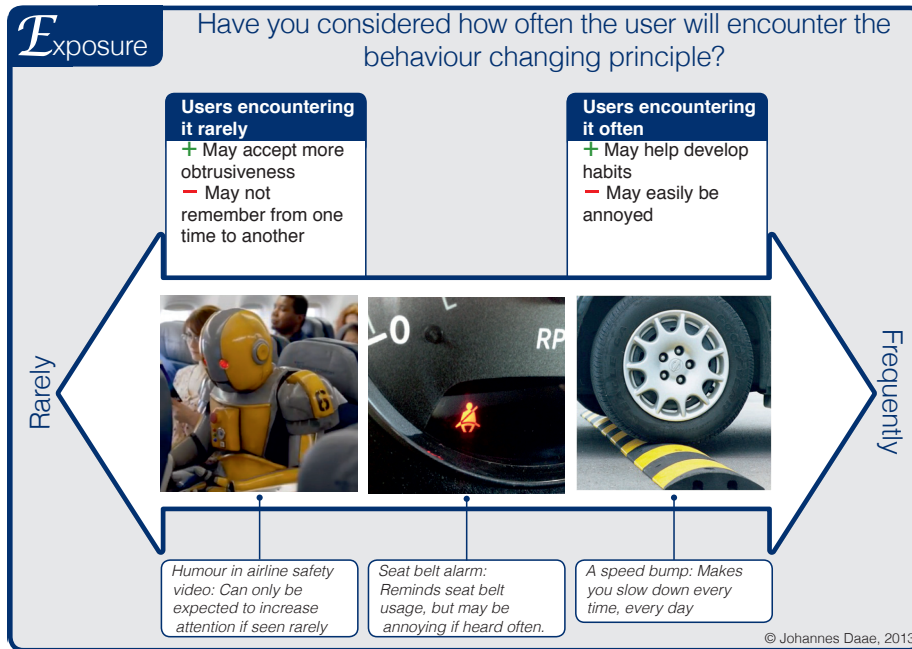 Exposure
Have you considered how often the user will encounter the
behaviour changing principle?
Users encountering
it rarely
+ May accept more
obtrusiveness
− May not
remember from one
time to another
Users encountering
it often
+ May help develop
habits
− May easily be
annoyed
Rarely
6
0
RP
Frequently
Humour in airline safety
video: Can only be
expected to increase
attention if seen rarely
Seat belt alarm:
Reminds seat belt
usage, but may be
annoying if heard often.
A speed bump: Makes
you slow down every
time, every day
© Johannes Daae, 2013